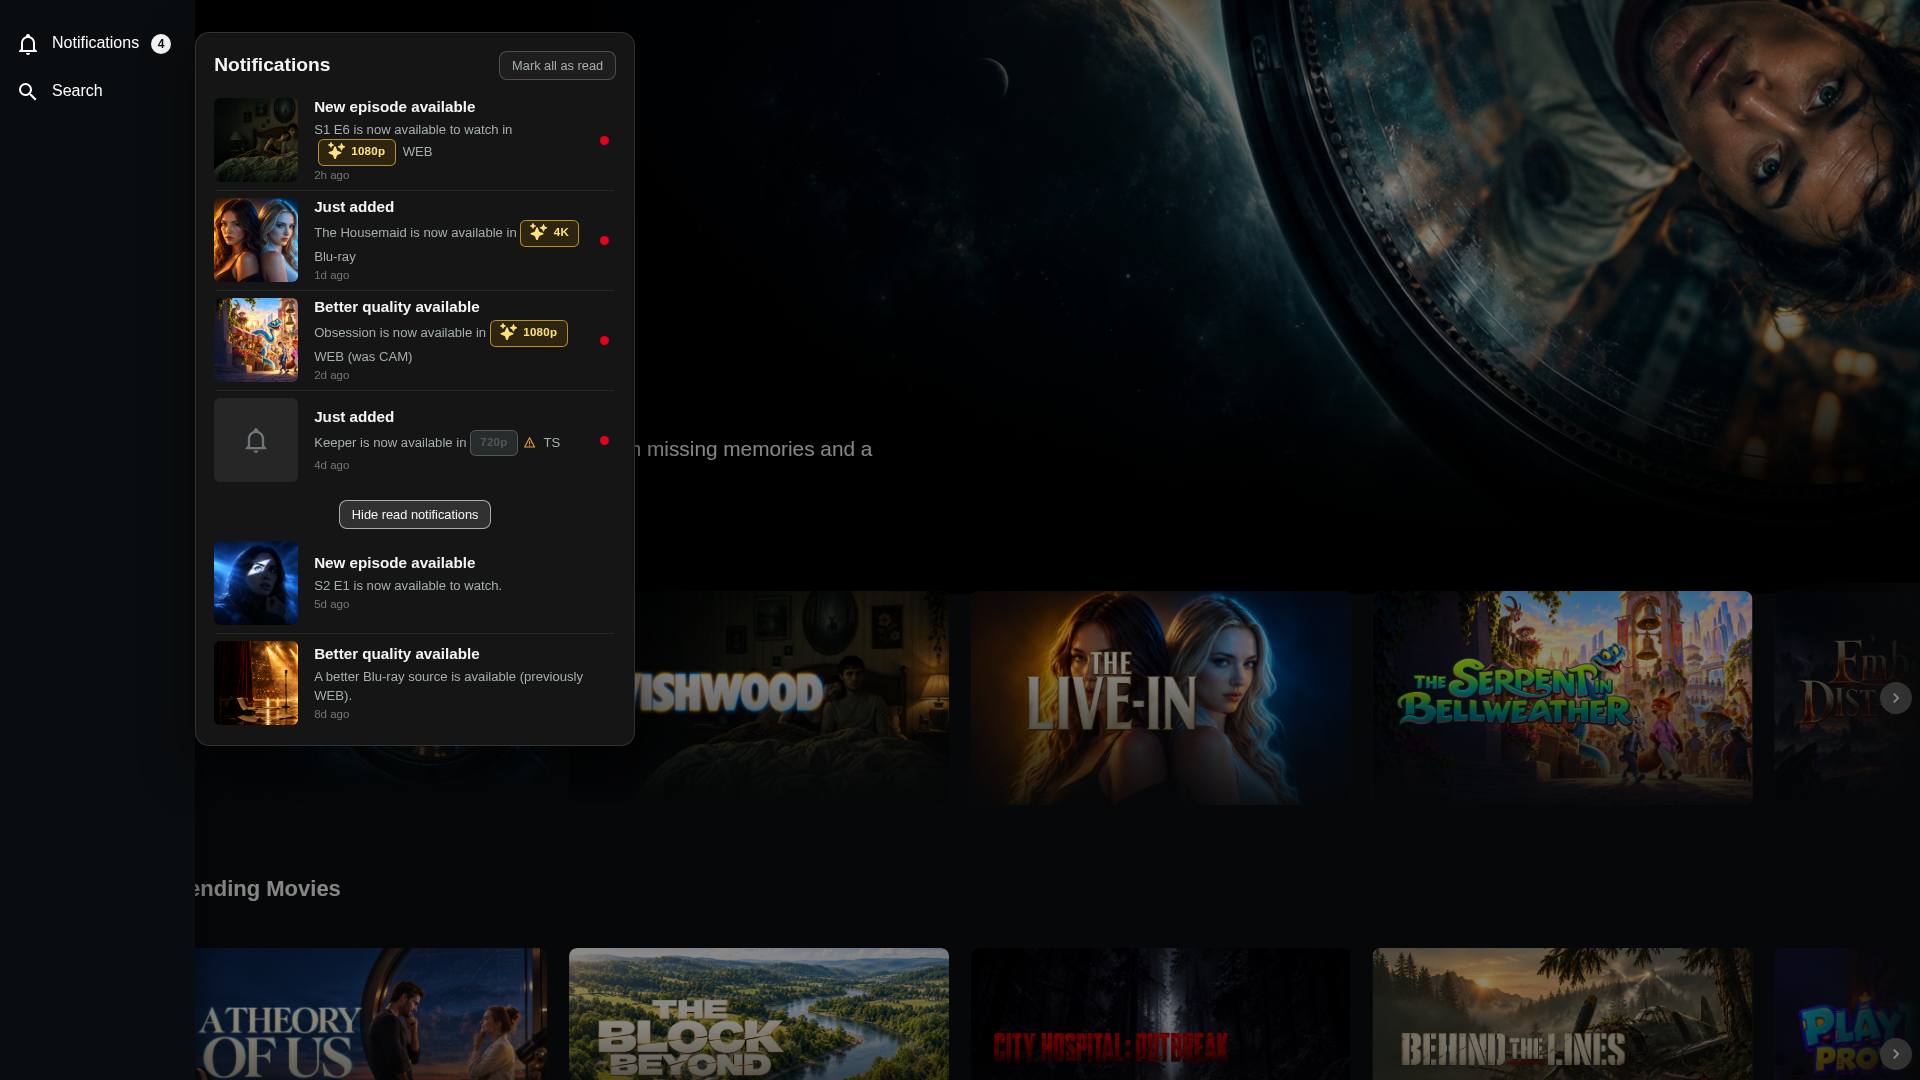 Notifications
4
Search
Notifications
Mark all as read
New episode available
S1 E6 is now available to watch in
1080p WEB
2h ago
Just added
The Housemaid is now available in 4K
Blu-ray
1d ago
Better quality available
Obsession is now available in 1080p
WEB (was CAM)
2d ago
Just added
Keeper is now available in 720p TS
4d ago
Hide read notifications
New episode available
S2 E1 is now available to watch.
5d ago
Better quality available
A better Blu-ray source is available (previously
WEB).
8d ago
missing memories and a
ISHWOOD
THE
LIVE-IN
THE SERPENT IN
BELLWEATHER
Emb
DIST
ending Movies
A THEORY
OF US
THE
BLOCK
BEYOND
CITY HOSPITAL: OUTBREAK
BEHIND THE LINES
PLAY
PRO